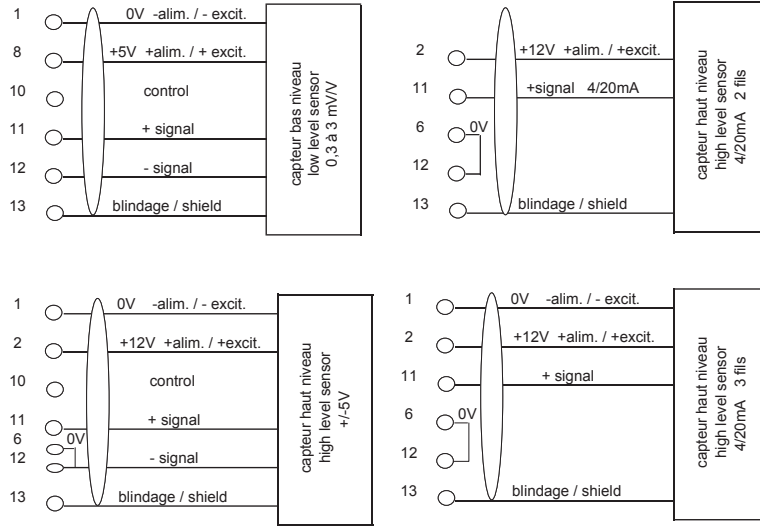 1 0V -alim. / - excit.
8 +5V +alim. / + excit.
10 control
11 + signal
12 - signal
13 blindage / shield
capteur bas niveau
low level sensor
0,3 à 3 mV/V
2 +12V +alim. / +excit.
11 +signal 4/20mA
6 0V
12
13 blindage / shield
capteur haut niveau
high level sensor
4/20mA 2 fils
1 0V -alim. / - excit.
2 +12V +alim. / +excit.
10 control
11 + signal
6 0V
12 - signal
13 blindage / shield
capteur haut niveau
high level sensor
+/-5V
1 0V -alim. / - excit.
2 +12V +alim. / +excit.
11 + signal
6 0V
12
13 blindage / shield
capteur haut niveau
high level sensor
4/20mA 3 fils